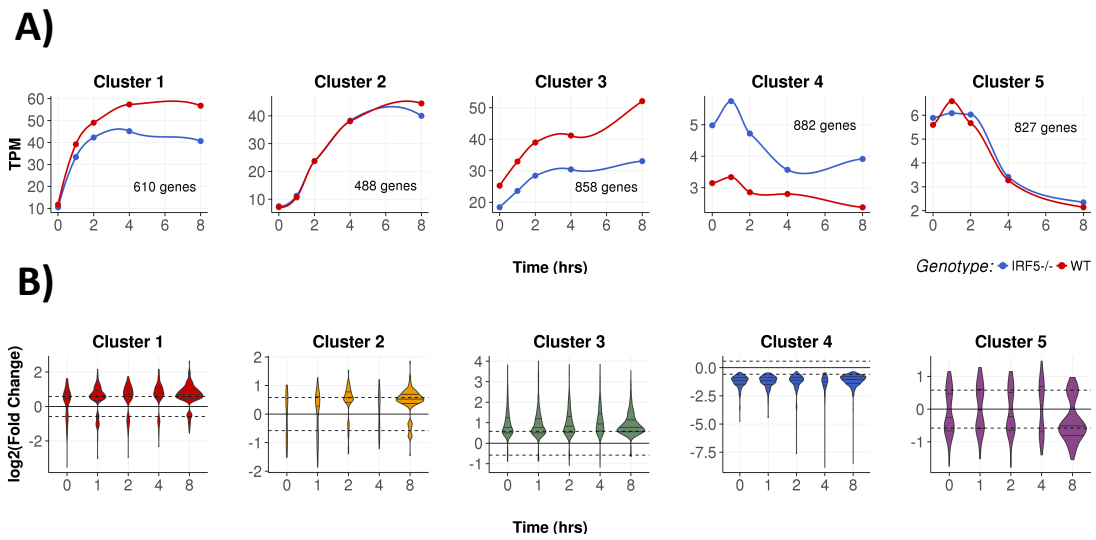 A)
Cluster 1 Cluster 2 Cluster 3 Cluster 4 Cluster 5
TPM
60
50
40
30
20
10
610 genes
0 2 4 6 8
40
30
20
10
488 genes
0 2 4 6 8
50
40
30
20
858 genes
0 2 4 6 8
5
4
3
882 genes
0 2 4 6 8
6
5
4
3
2
827 genes
0 2 4 6 8
Time (hrs)
Genotype: IRF5-/- WT
B)
Cluster 1 Cluster 2 Cluster 3 Cluster 4 Cluster 5
log2(Fold Change)
2
0
-2
0 1 2 4 8
2
1
0
-1
-2
0 1 2 4 8
4
3
2
1
0
-1
0 1 2 4 8
0.0
-2.5
-5.0
-7.5
0 1 2 4 8
1
0
-1
0 1 2 4 8
Time (hrs)